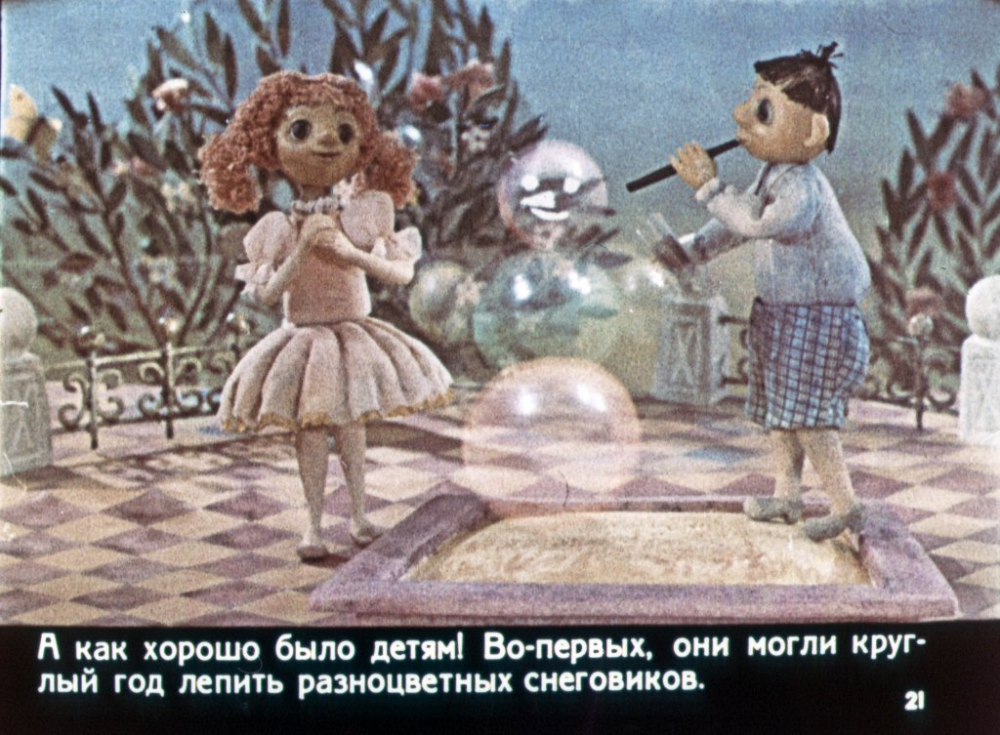 А как хорошо было детям! Во-первых, они могли круг-
лый год лепить разноцветных снеговиков.
21